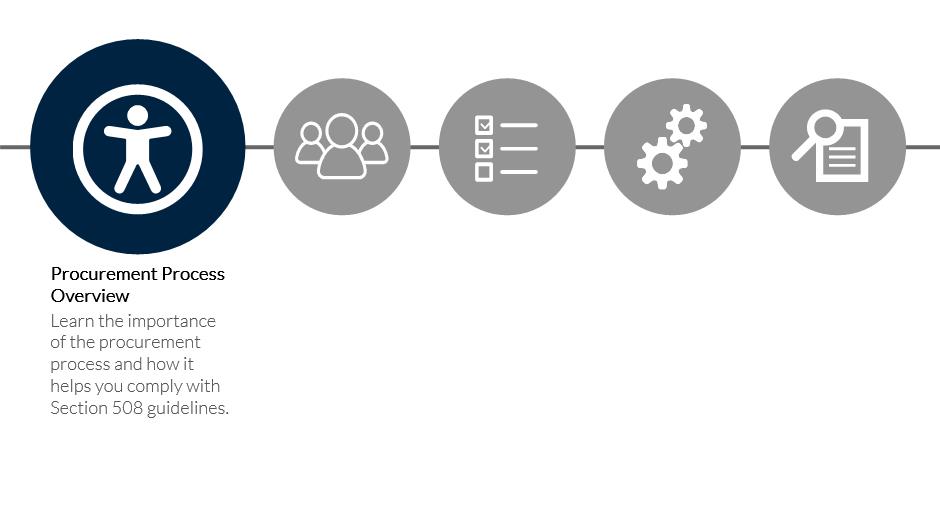 Procurement Process
Overview
Learn the importance
of the procurement
process and how it
helps you comply with
Section 508 guidelines.